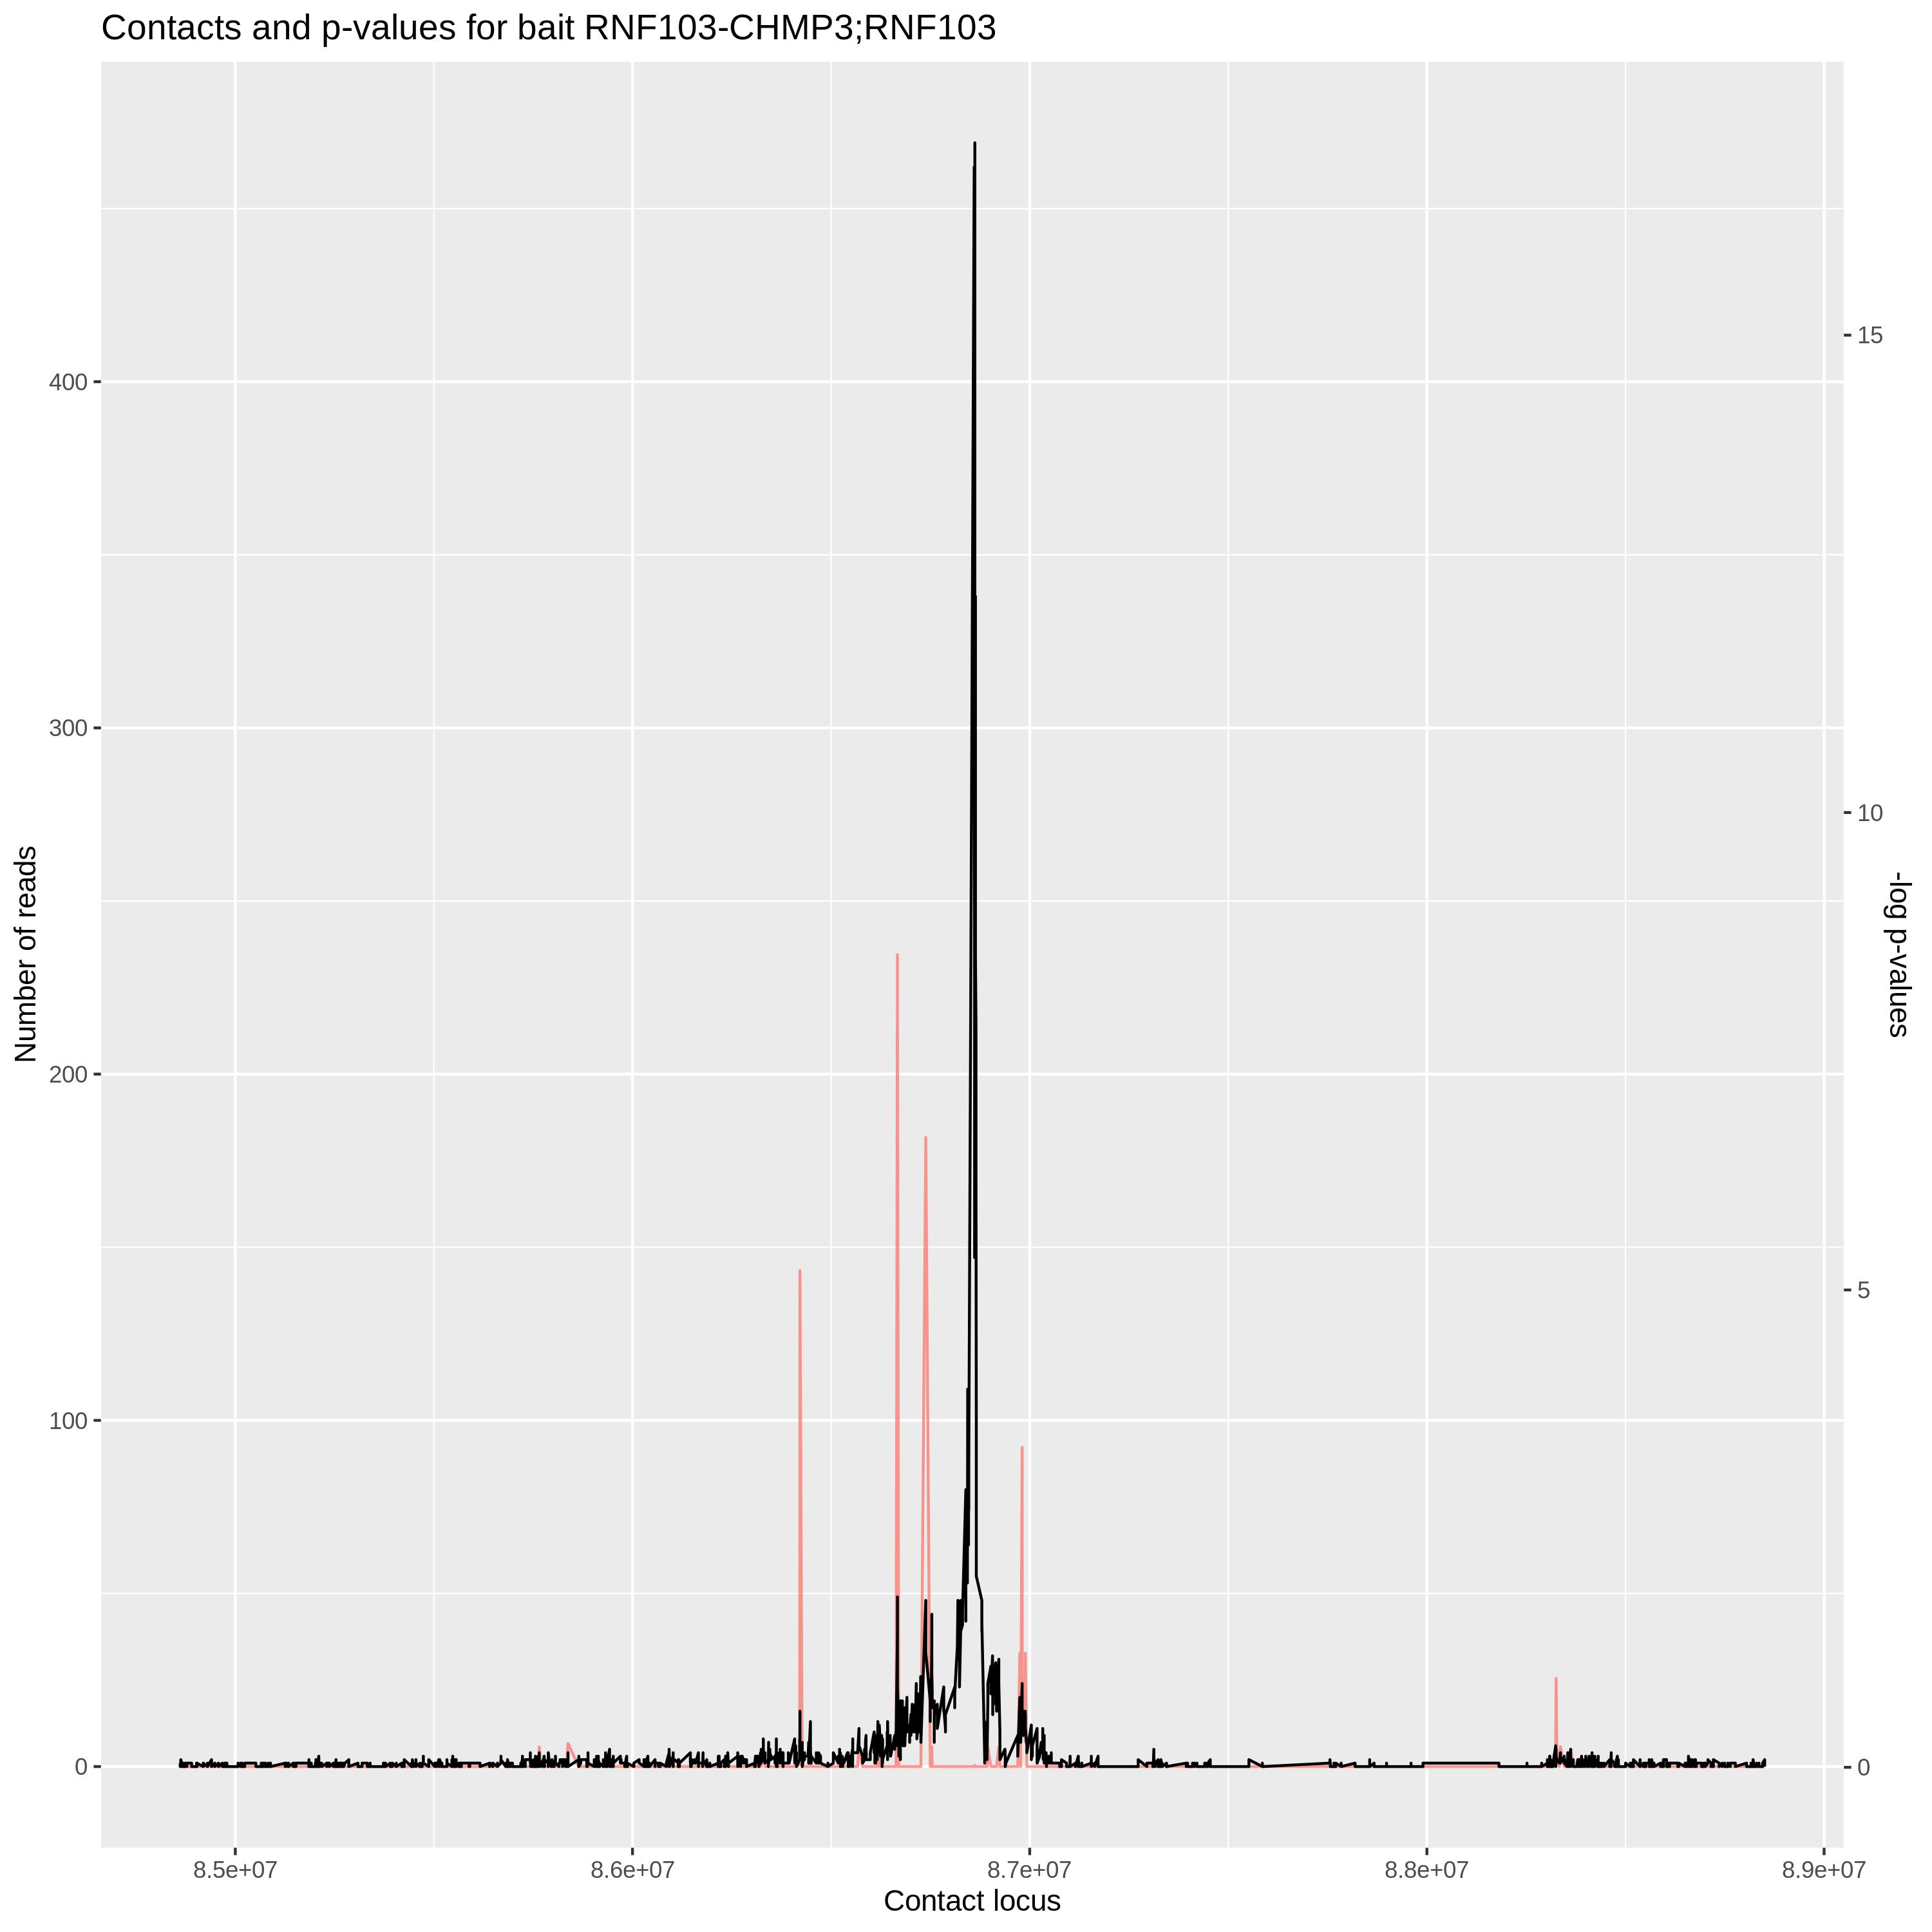 Contacts and p-values for bait RNF103-CHMP3;RNF103
400
300
200
100
0
Number of reads
15
10
5
0
-log p-values
8.5e+07
8.6e+07
8.7e+07
8.8e+07
8.9e+07
Contact locus